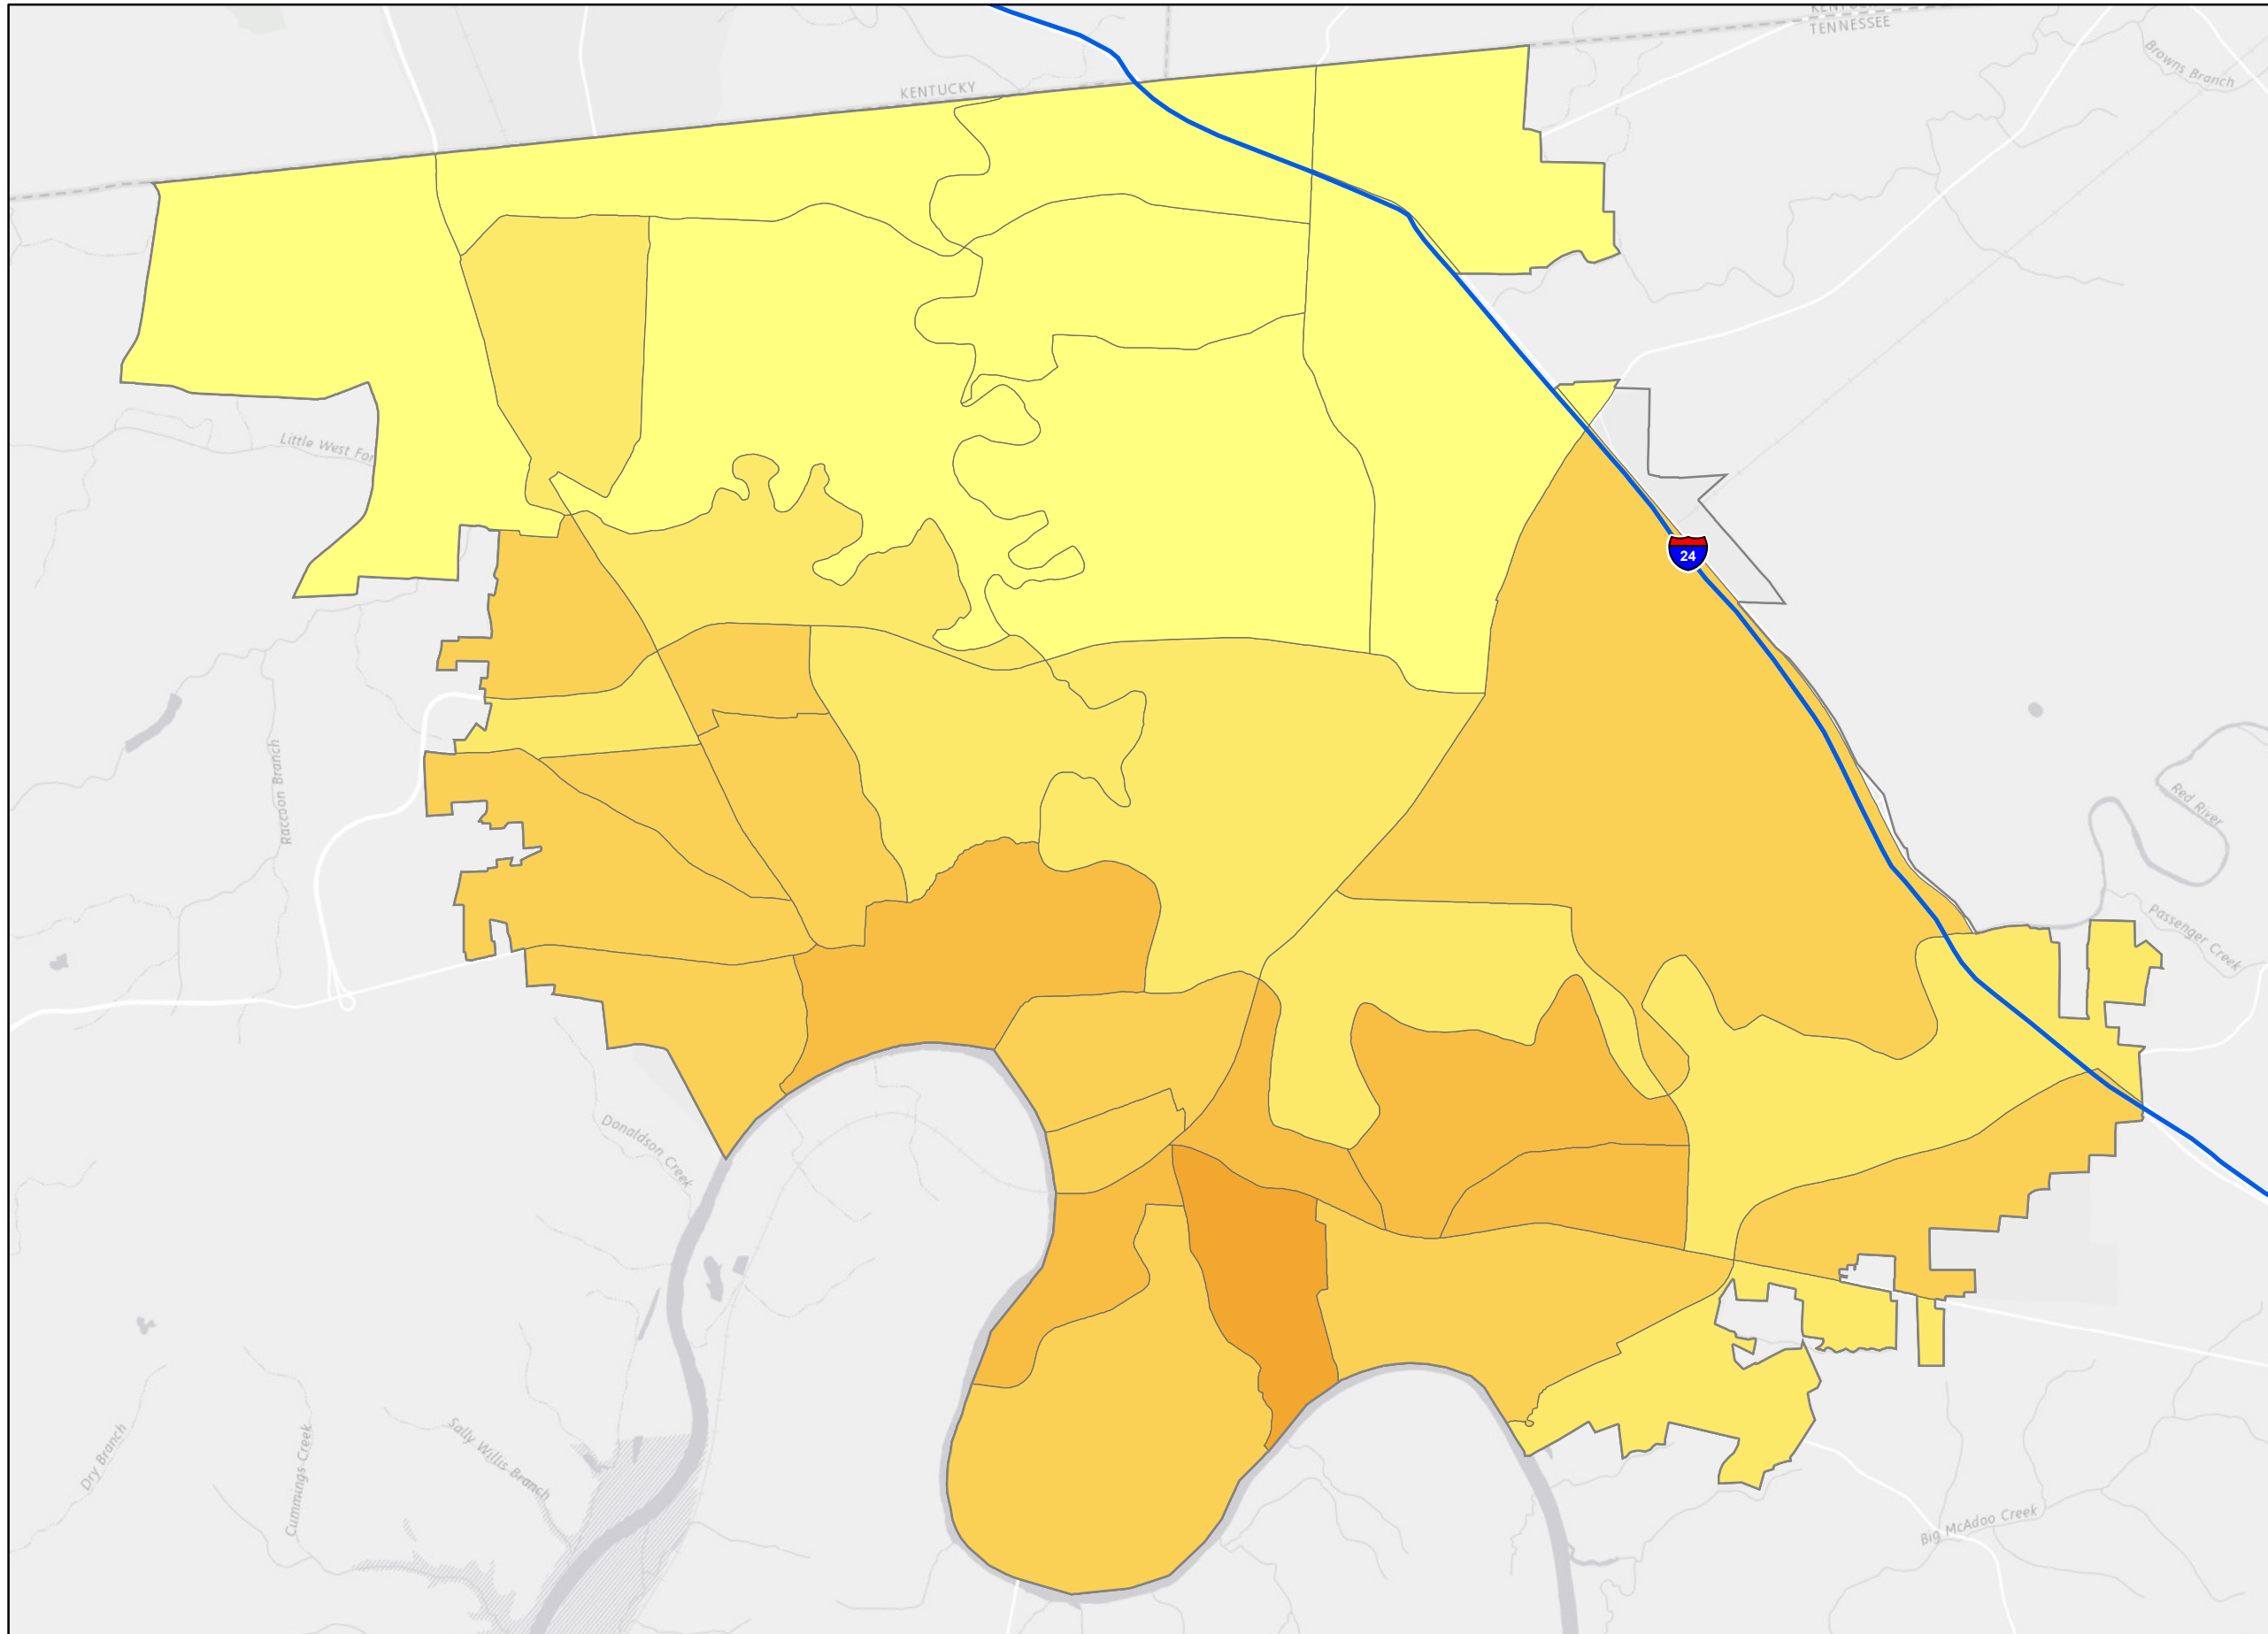 KENTUCKY
TENNESSEE
Browns Branch
KENTUCKY
Little West For
24
Raccoon Branch
Red River
Passenger Creek
Donaldson Creek
Dry Branch
Cummings Creek
Sally Willis Branch
Big McAdoo Creek